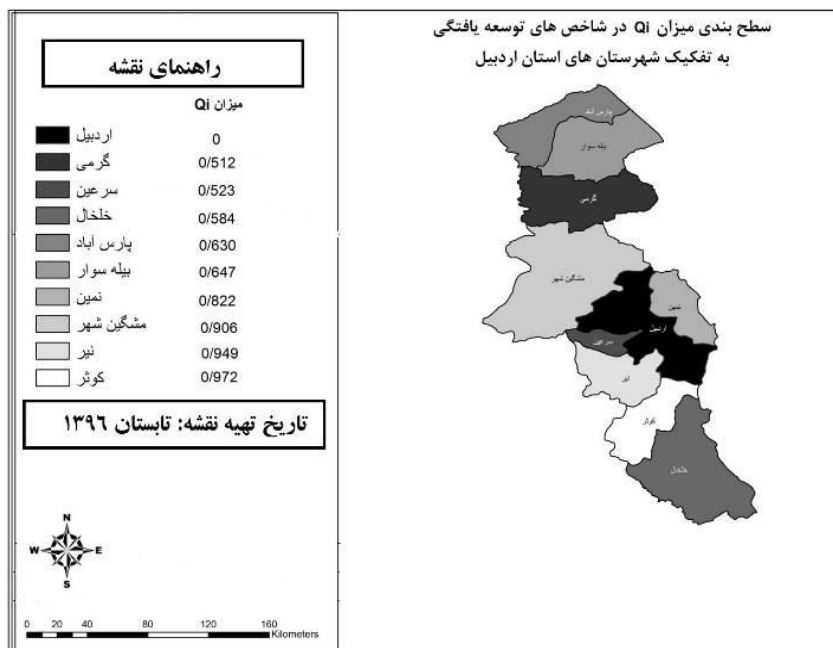 سطح بندی میزان Qi در شاخص های توسعه یافتگی
به تفکیک شهرستان های استان اردبیل
راهنمای نقشه
میزان Qi
اردبیل 0
گرمی 0/512
سرعین 0/523
خلخال 0/584
پارس آباد 0/630
بیله سوار 0/647
نمین 0/822
مشگین شهر 0/906
نیر 0/949
کوثر 0/972
تاریخ تهیه نقشه: تابستان ۱۳۹۶
N
W E
S
0 20 40 80 120 160
Kilometers
پارس آباد
بیله سوار
گرمی
مشگین شهر
نمین
اردبیل
سرعین
نیر
کوثر
خلخال